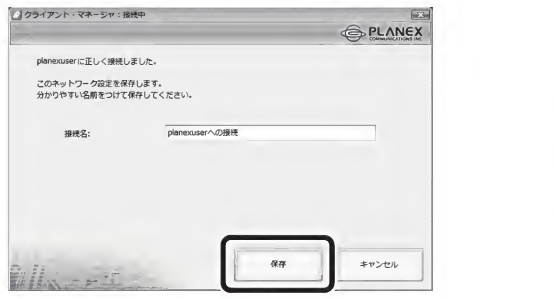 クライアント・マネージャ：接続中
PLANEX
COMMUNICATIONS INC.
planexuserに正しく接続しました。
このネットワーク設定を保存します。
分かりやすい名前をつけて保存してください。
接続名:
planexuserへの接続
保存
キャンセル